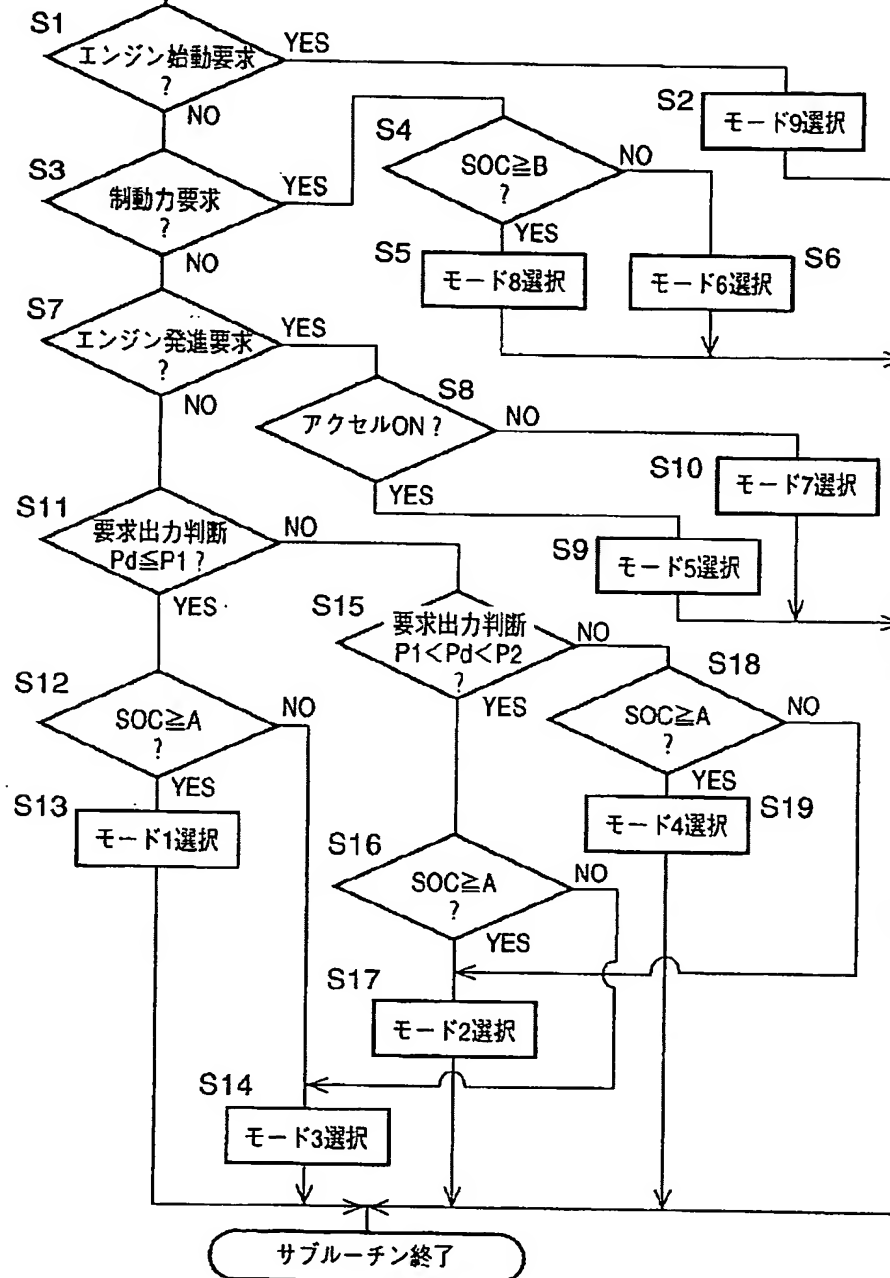 S1
エンジン始動要求
?
YES
NO
S2
モード9選択
S3
制動力要求
?
YES
NO
S4
SOC≧B
?
NO
YES
S5
モード8選択
S6
モード6選択
S7
エンジン発進要求
?
YES
NO
S8
アクセルON?
NO
YES
S10
モード7選択
S9
モード5選択
S11
要求出力判断
Pd≦P1?
NO
YES
S15
要求出力判断
P1<Pd<P2
?
NO
YES
S12
SOC≧A
?
NO
YES
S18
SOC≧A
?
NO
YES
S13
モード1選択
S19
モード4選択
S16
SOC≧A
?
NO
YES
S17
モード2選択
S14
モード3選択
サブルーチン終了